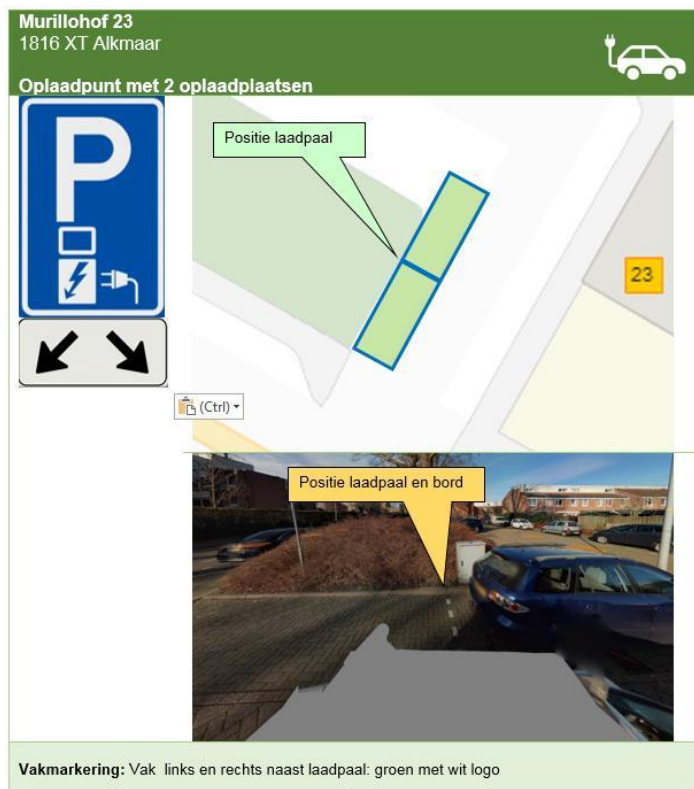 Murillohof 23
1816 XT Alkmaar
Oplaadpunt met 2 oplaadplaatsen
P
Positie laadpaal
23
(Ctrl)
Positie laadpaal en bord
Vakmarkering: Vak links en rechts naast laadpaal: groen met wit logo